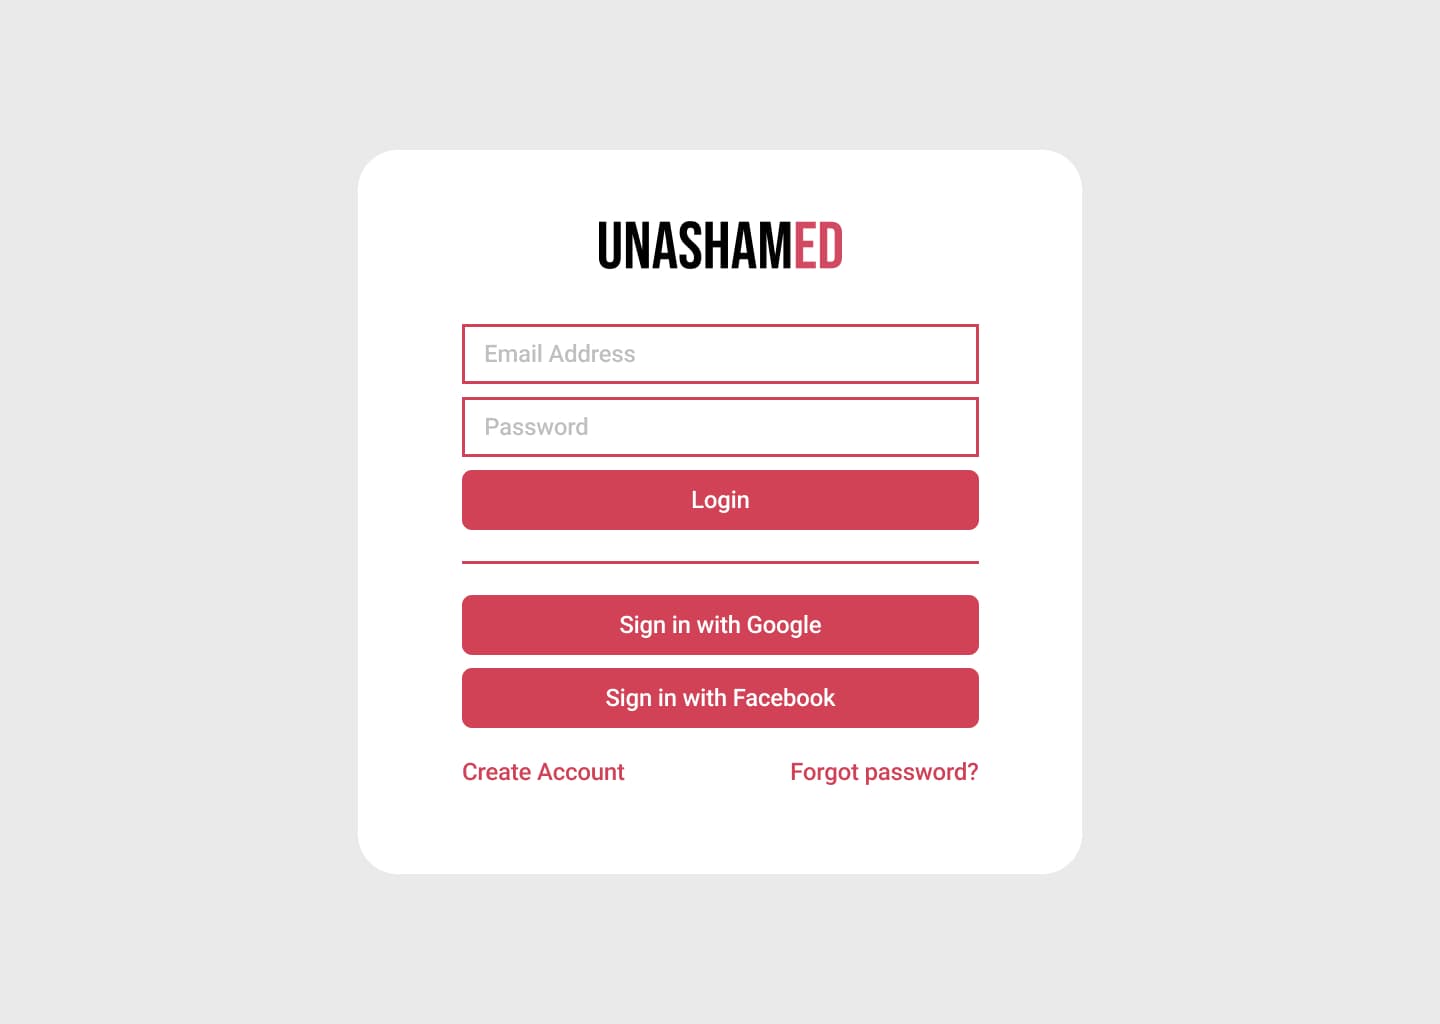 UNASHAMED
Email Address
Password
Login
Sign in with Google
Sign in with Facebook
Create Account
Forgot password?